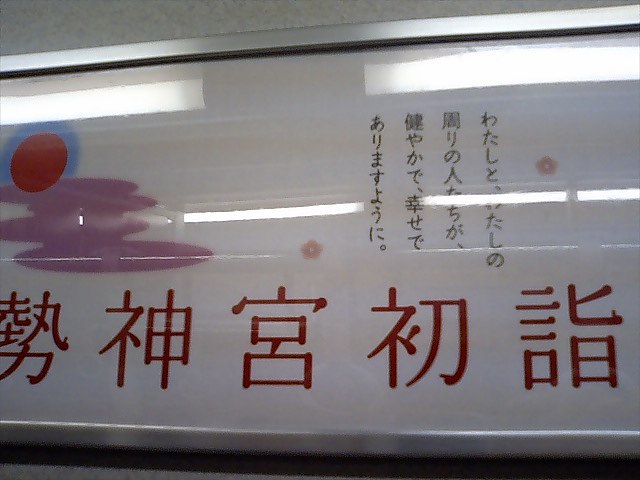 わたしと、わたしの
周りの人たちが、
健やかで、幸せで
ありますように。
勢神宮初詣